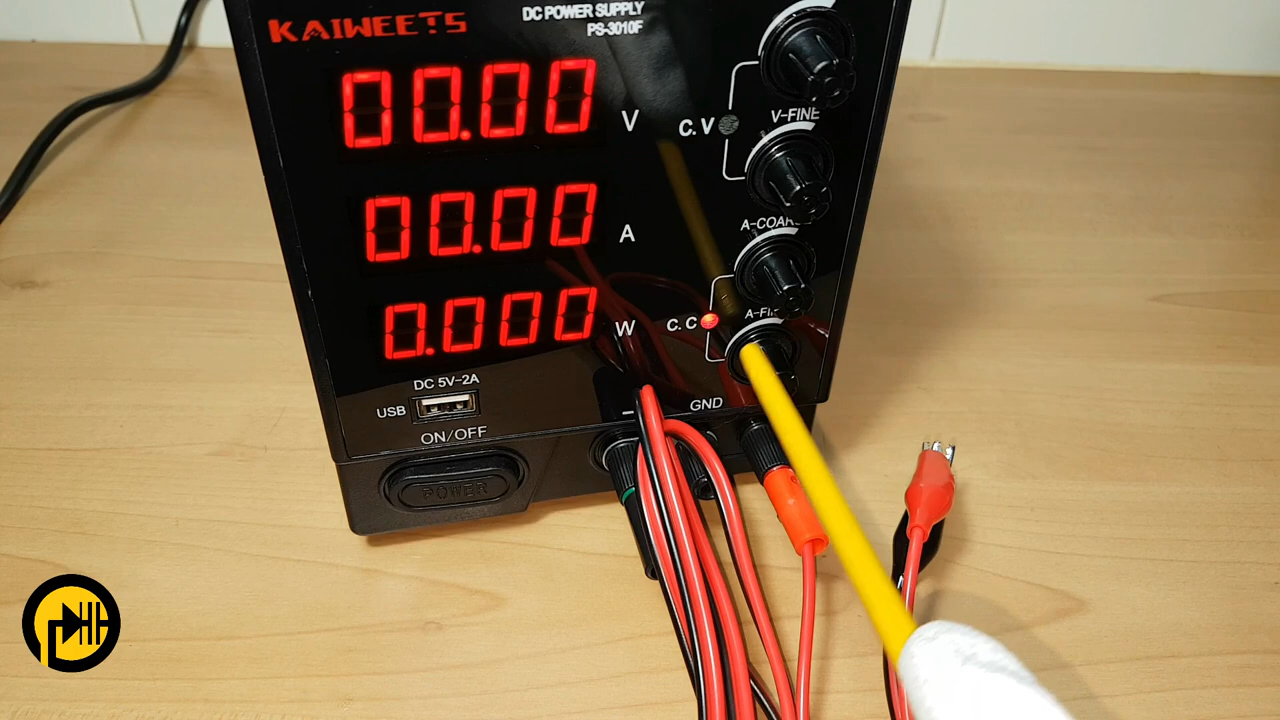 KAIWEETS
DC POWER SUPPLY
PS-3010F
00.00 V
C.V
V-FINE
00.00 A
0.000 W
C.C
DC 5V-2A
USB
ON/OFF
POWER
–
GND